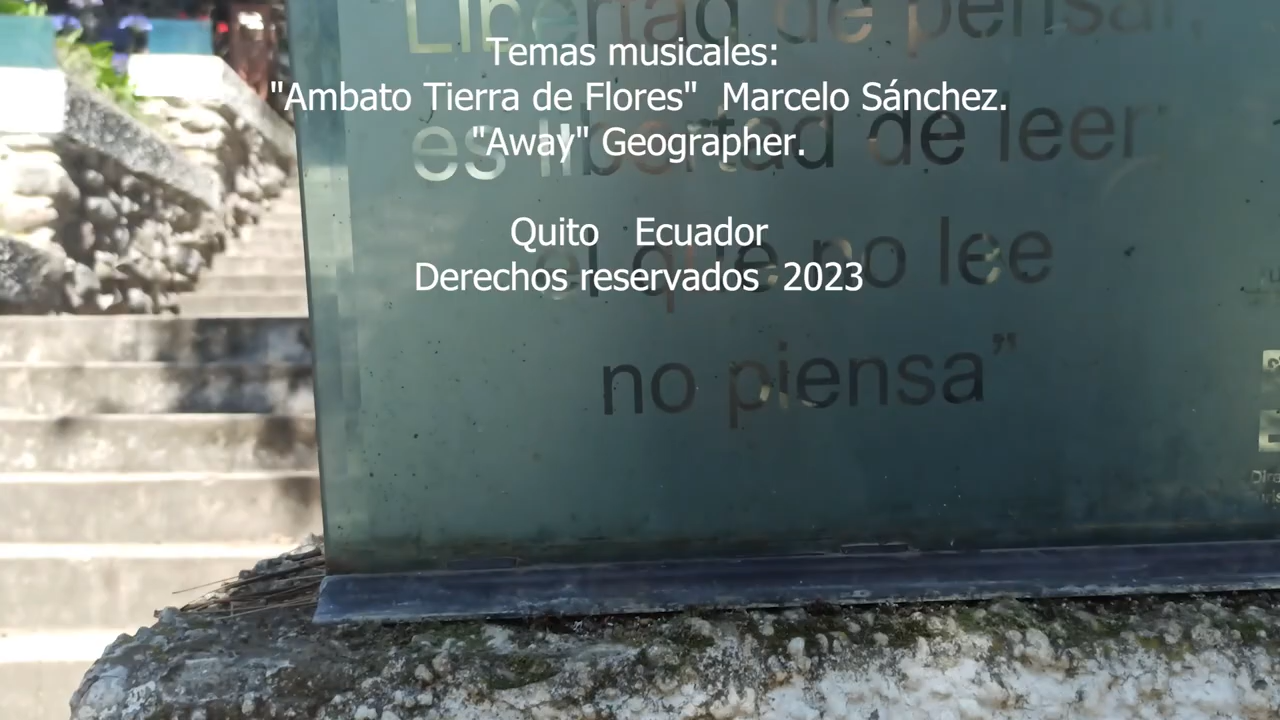 "Libertad de pensar,
Temas musicales:
"Ambato Tierra de Flores"  Marcelo Sánchez.
es libertad de leer;
"Away" Geographer.
Quito   Ecuador
el que no lee
Derechos reservados  2023
no piensa”